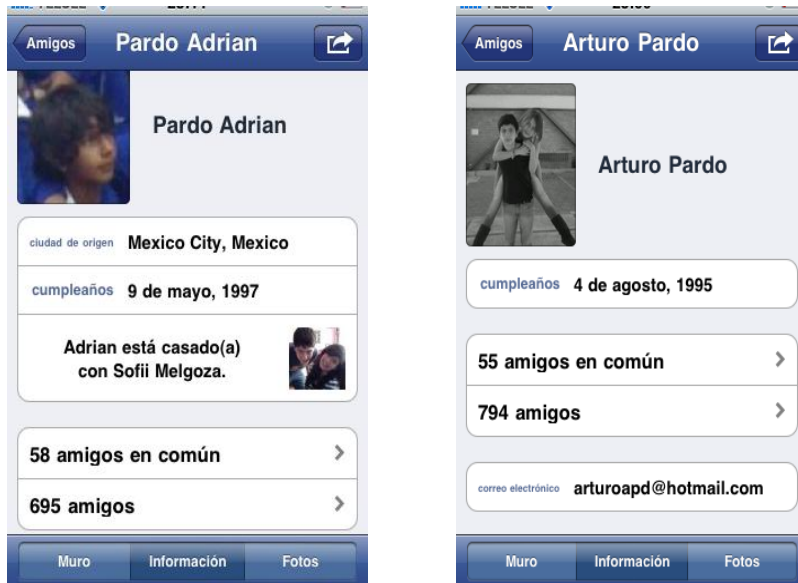 Amigos
Pardo Adrian
Pardo Adrian
ciudad de origen Mexico City, Mexico
cumpleaños 9 de mayo, 1997
Adrian está casado(a)
con Sofii Melgoza.
58 amigos en común
695 amigos
Muro Información Fotos
Amigos
Arturo Pardo
Arturo Pardo
cumpleaños 4 de agosto, 1995
55 amigos en común
794 amigos
correo electrónico arturoapd@hotmail.com
Muro Información Fotos